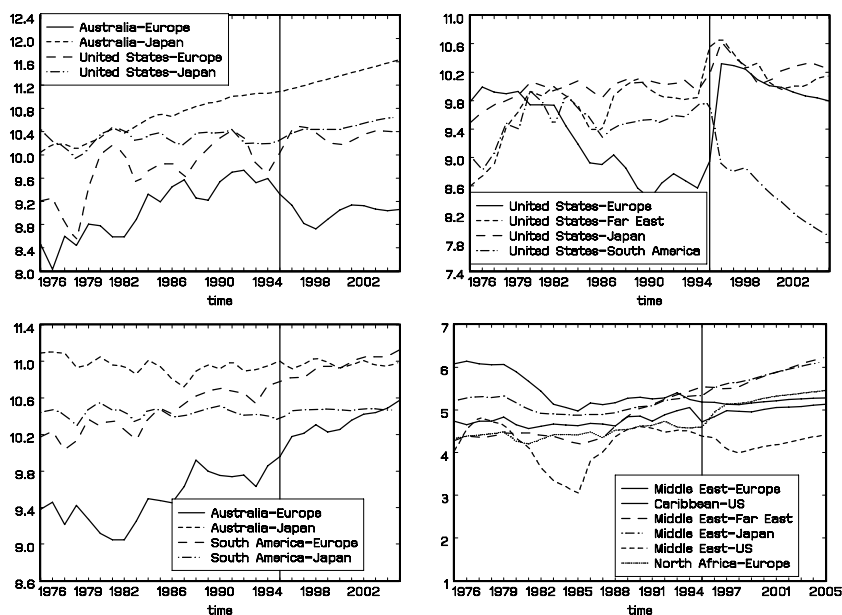 12.4
12.0
11.6
11.2
10.8
10.4
10.0
9.6
9.2
8.8
8.4
8.0
Australia-Europe
Australia-Japan
United States-Europe
United States-Japan
1976 1979 1982 1986 1990 1994 1998 2002
time
11.0
10.6
10.2
9.8
9.4
9.0
8.6
8.2
7.8
7.4
United States-Europe
United States-Far East
United States-Japan
United States-South America
1976 1979 1982 1986 1990 1994 1998 2002
time
11.4
11.0
10.6
10.2
9.8
9.4
9.0
8.6
Australia-Europe
Australia-Japan
South America-Europe
South America-Japan
1976 1979 1982 1986 1990 1994 1998 2002
time
7
6
5
4
3
2
1
Middle East-Europe
Caribbean-US
Middle East-Far East
Middle East-Japan
Middle East-US
North Africa-Europe
1976 1979 1982 1985 1988 1991 1994 1997 2001 2005
time